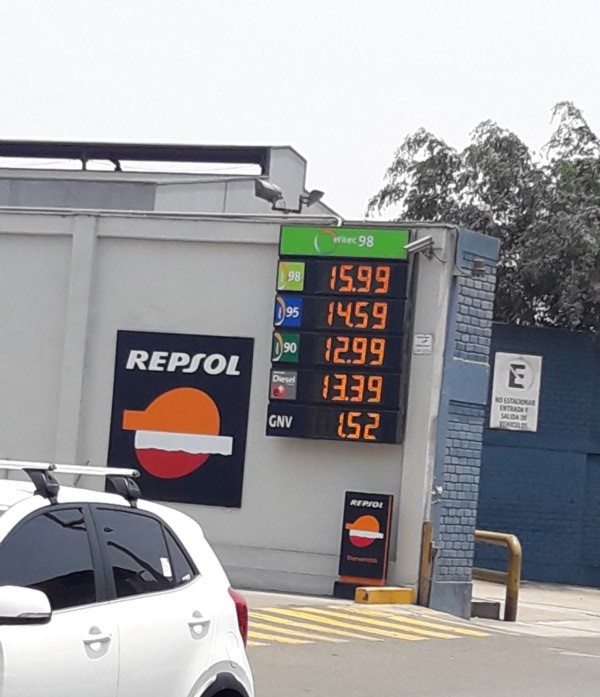 efitec 98
98 15.99
95 14.59
90 12.99
Diesel 13.39
GNV 1.52
REPSOL
REPSOL
Bienvenidos
E
NO ESTACIONAR
ENTRADA Y
SALIDA DE
VEHICULOS